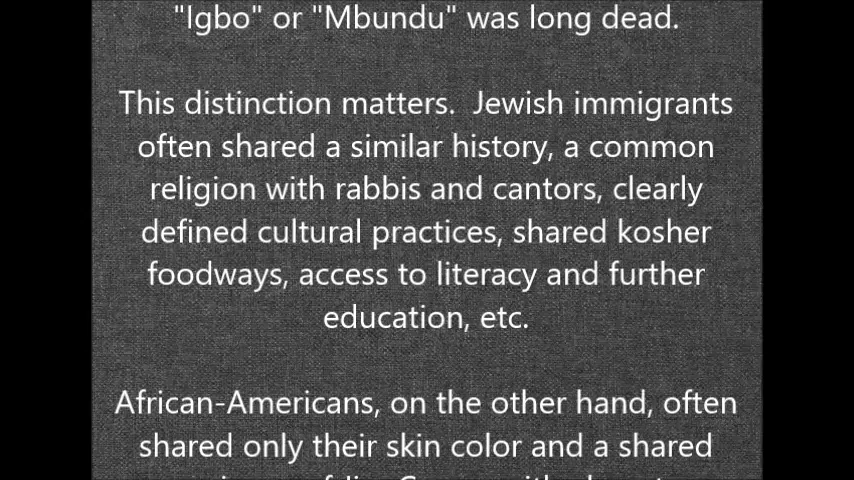 "Igbo" or "Mbundu" was long dead.
This distinction matters.  Jewish immigrants
often shared a similar history, a common
religion with rabbis and cantors, clearly
defined cultural practices, shared kosher
foodways, access to literacy and further
education, etc.
African-Americans, on the other hand, often
shared only their skin color and a shared